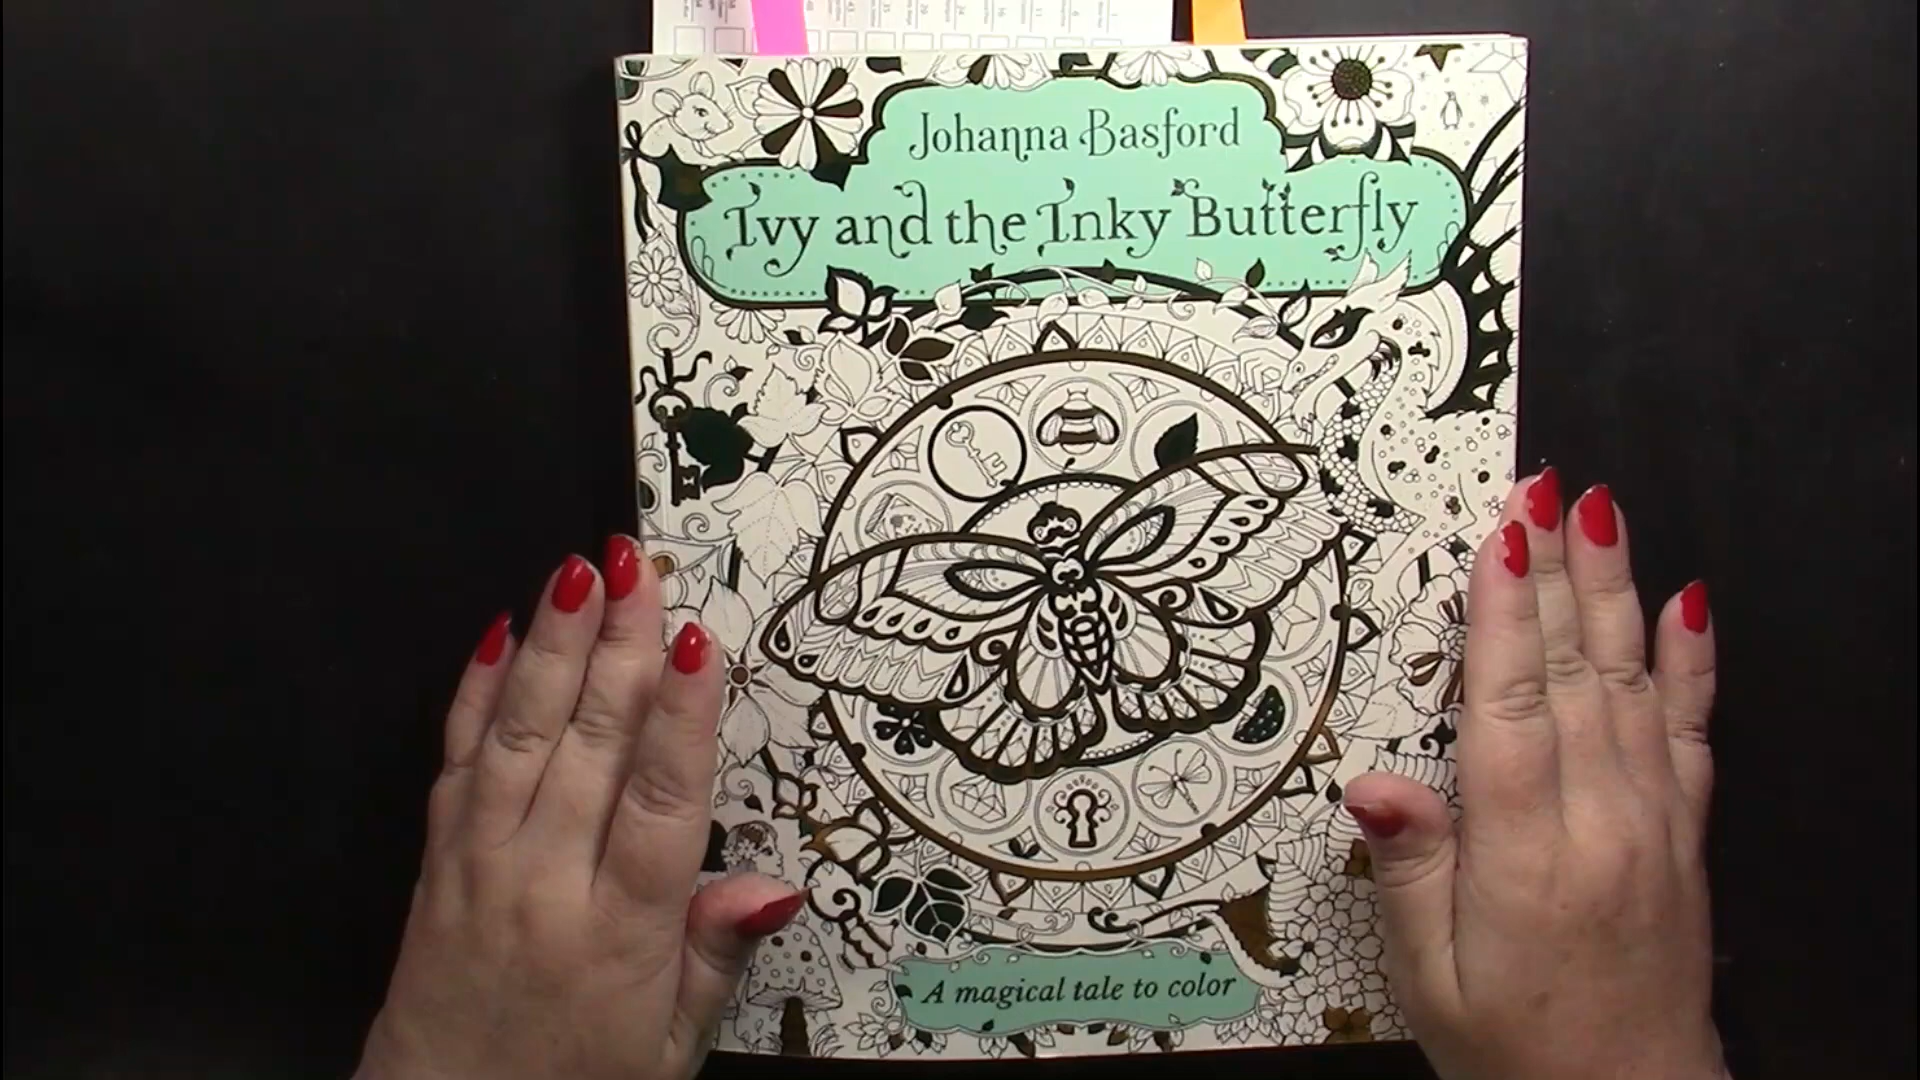 Johanna Basford
Ivy and the Inky Butterfly
A magical tale to color